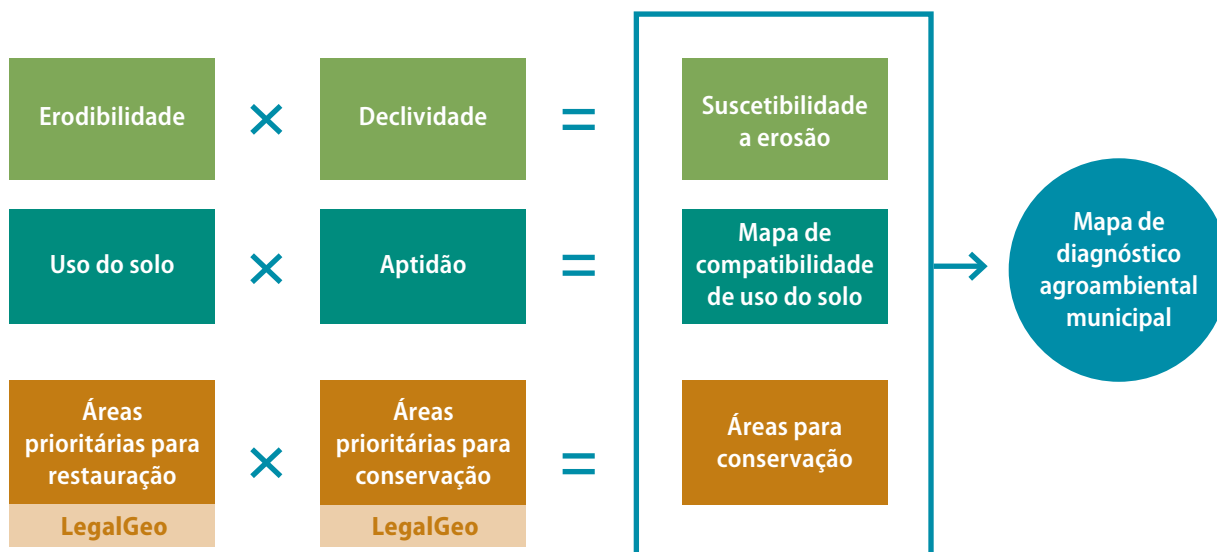 Erodibilidade
×
Declividade
=
Suscetibilidade
a erosão
Uso do solo
×
Aptidão
=
Mapa de
compatibilidade
de uso do solo
Áreas
prioritárias para
restauração
LegalGeo
×
Áreas
prioritárias para
conservação
LegalGeo
=
Áreas para
conservação
Mapa de
diagnóstico
agroambiental
municipal